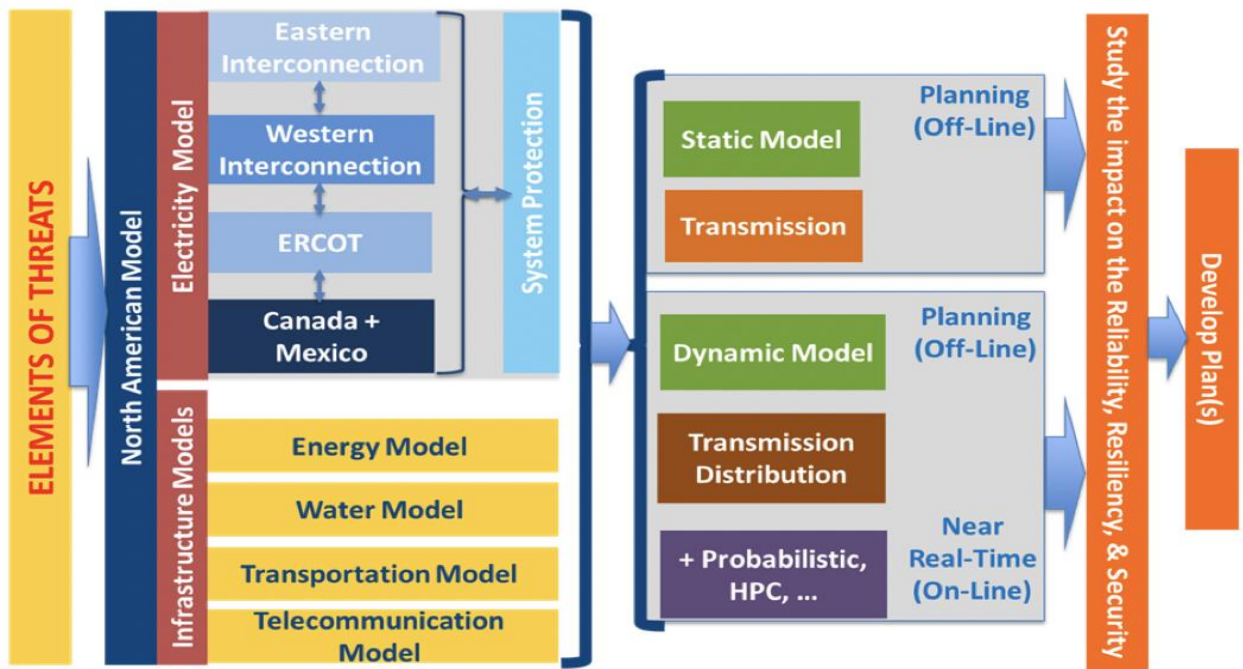 ELEMENTS OF THREATS
North American Model
Electricity Model
Eastern
Interconnection
Western
Interconnection
ERCOT
Canada +
Mexico
System Protection
Infrastructure Models
Energy Model
Water Model
Transportation Model
Telecommunication
Model
Planning
(Off-Line)
Static Model
Transmission
Planning
(Off-Line)
Dynamic Model
Transmission
Distribution
+ Probabilistic,
HPC, ...
Near
Real-Time
(On-Line)
Study the impact on the Reliability, Resiliency, & Security
Develop Plan(s)